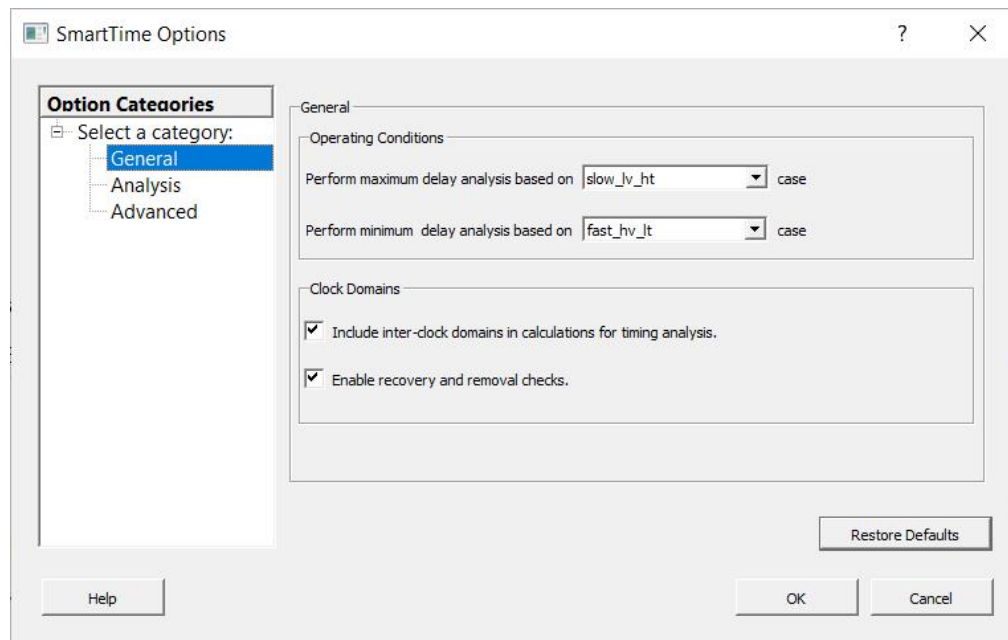 SmartTime Options
?
Option Categories
Select a category:
General
Analysis
Advanced
General
Operating Conditions
Perform maximum delay analysis based on slow_lv_ht case
Perform minimum delay analysis based on fast_hv_lt case
Clock Domains
Include inter-clock domains in calculations for timing analysis.
Enable recovery and removal checks.
Restore Defaults
Help OK Cancel